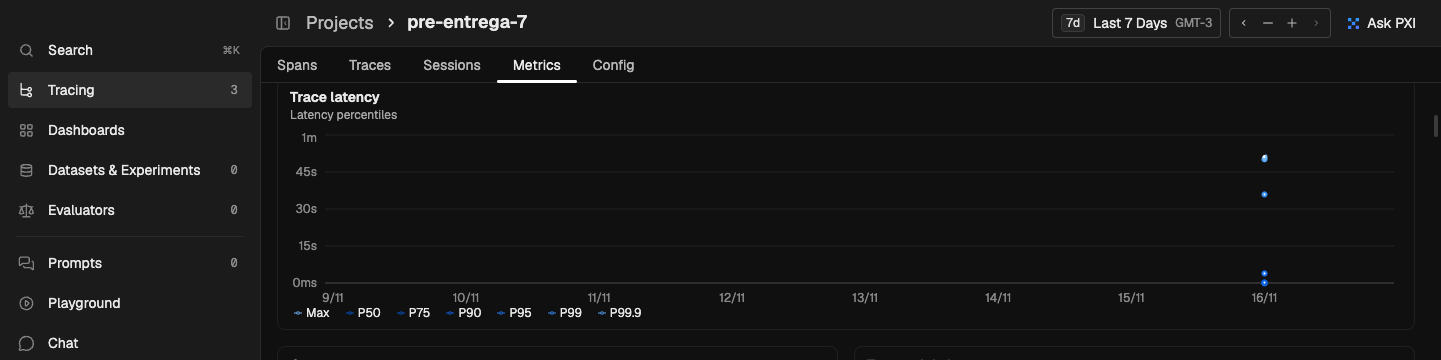 Projects > pre-entrega-7
7d Last 7 Days GMT-3
Ask PXI
Search ⌘K
Tracing 3
Dashboards
Datasets & Experiments 0
Evaluators 0
Prompts 0
Playground
Chat
Spans Traces Sessions Metrics Config
Trace latency
Latency percentiles
1m
45s
30s
15s
0ms
9/11 10/11 11/11 12/11 13/11 14/11 15/11 16/11
Max P50 P75 P90 P95 P99 P99.9